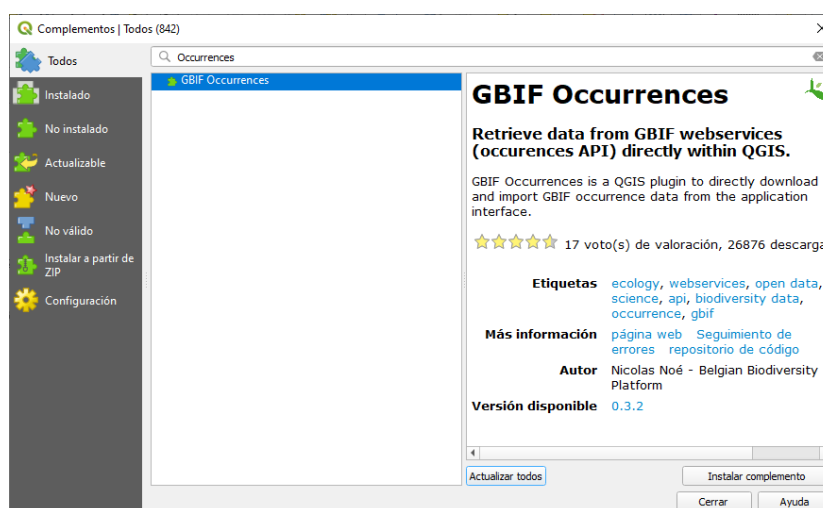 Complementos | Todos (842)
Todos
Instalado
No instalado
Actualizable
Nuevo
No válido
Instalar a partir de
ZIP
Configuración
Occurrences
GBIF Occurrences
GBIF Occurrences
Retrieve data from GBIF webservices
(occurences API) directly within QGIS.
GBIF Occurrences is a QGIS plugin to directly download
and import GBIF occurrence data from the application
interface.
17 voto(s) de valoración, 26876 descarga
Etiquetas ecology, webservices, open data,
science, api, biodiversity data,
occurrence, gbif
Más información página web Seguimiento de
errores repositorio de código
Autor Nicolas Noé - Belgian Biodiversity
Platform
Versión disponible 0.3.2
Actualizar todos Instalar complemento
Cerrar Ayuda